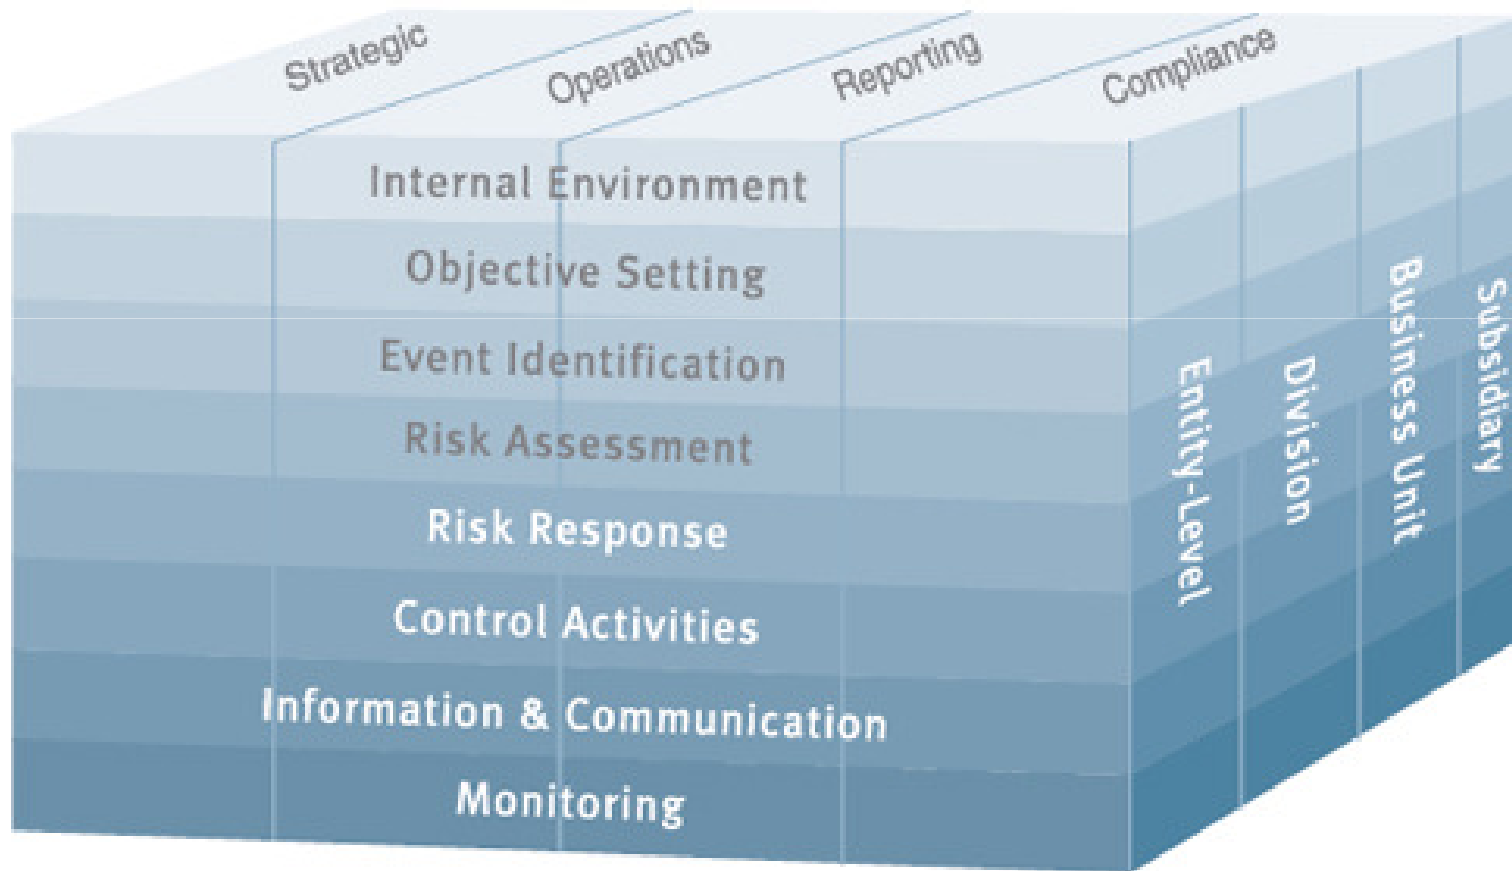 Strategic
Operations
Reporting
Compliance
Internal Environment
Objective Setting
Event Identification
Risk Assessment
Risk Response
Control Activities
Information & Communication
Monitoring
Entity-Level
Division
Business Unit
Subsidiary